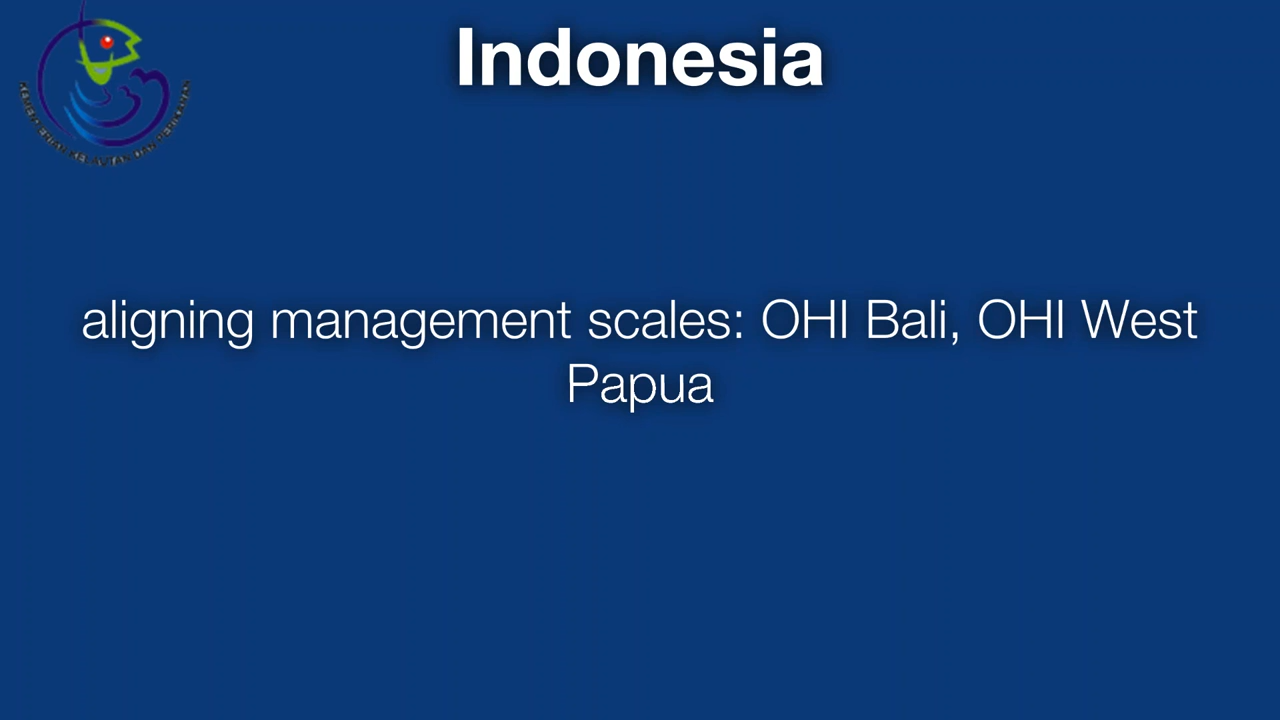 Indonesia
aligning management scales: OHI Bali, OHI West
Papua